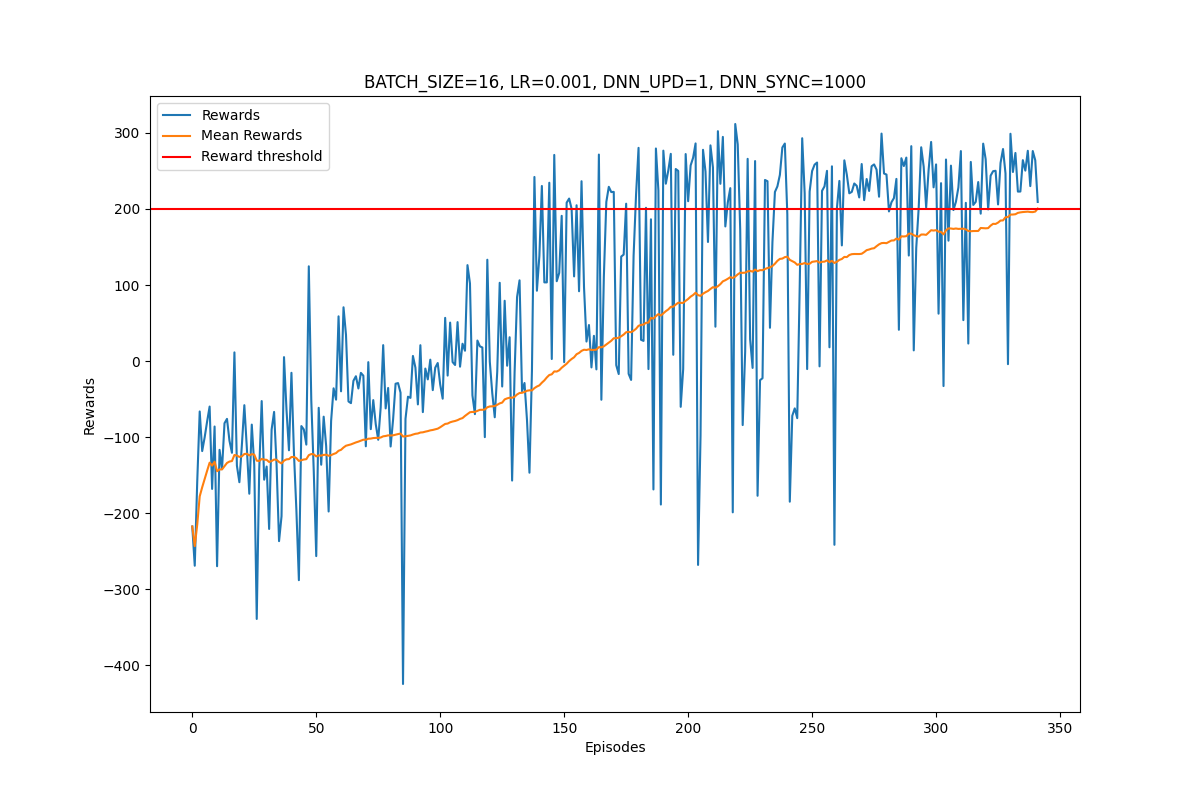 BATCH_SIZE=16, LR=0.001, DNN_UPD=1, DNN_SYNC=1000
Rewards
Mean Rewards
Reward threshold
300
200
100
0
−100
−200
−300
−400
Rewards
0 50 100 150 200 250 300 350
Episodes